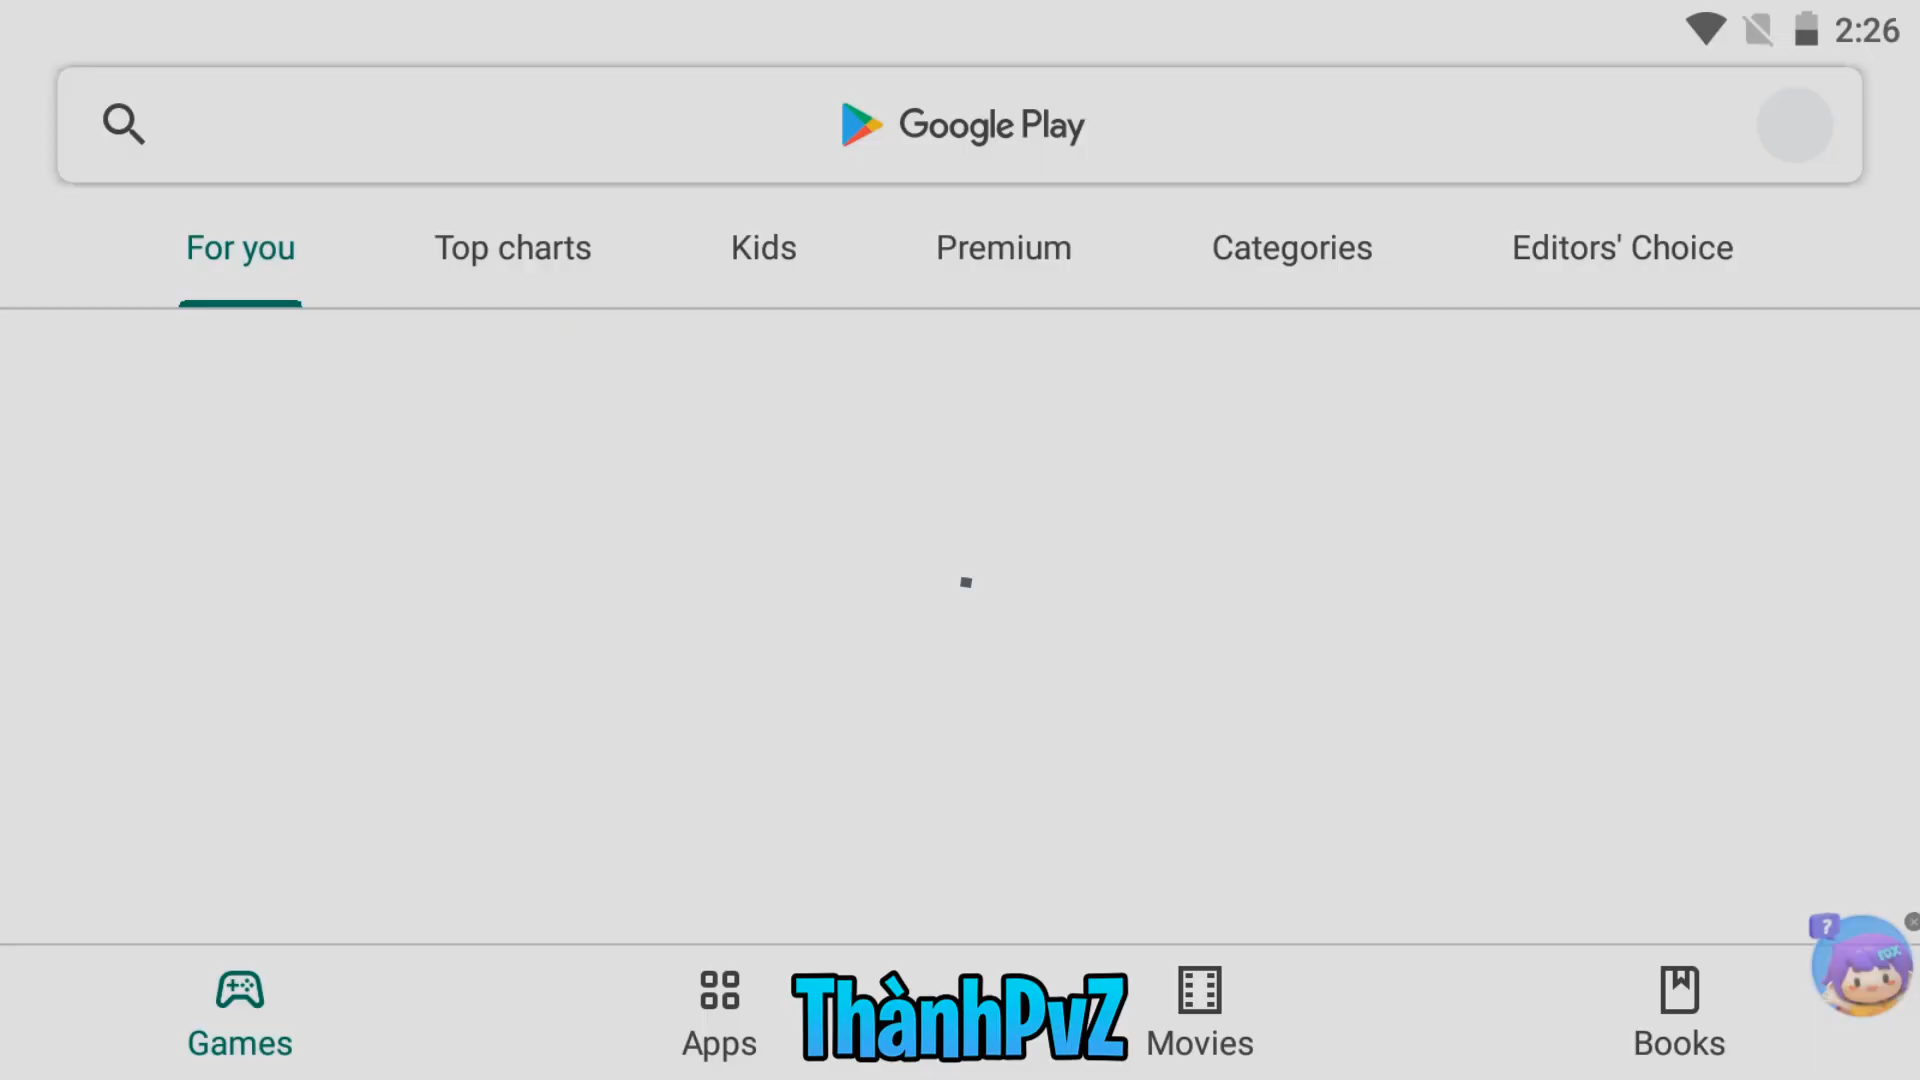 2:26
Google Play
For you
Top charts
Kids
Premium
Categories
Editors' Choice
?
Games
Apps
ThànhPvZ
Movies
Books